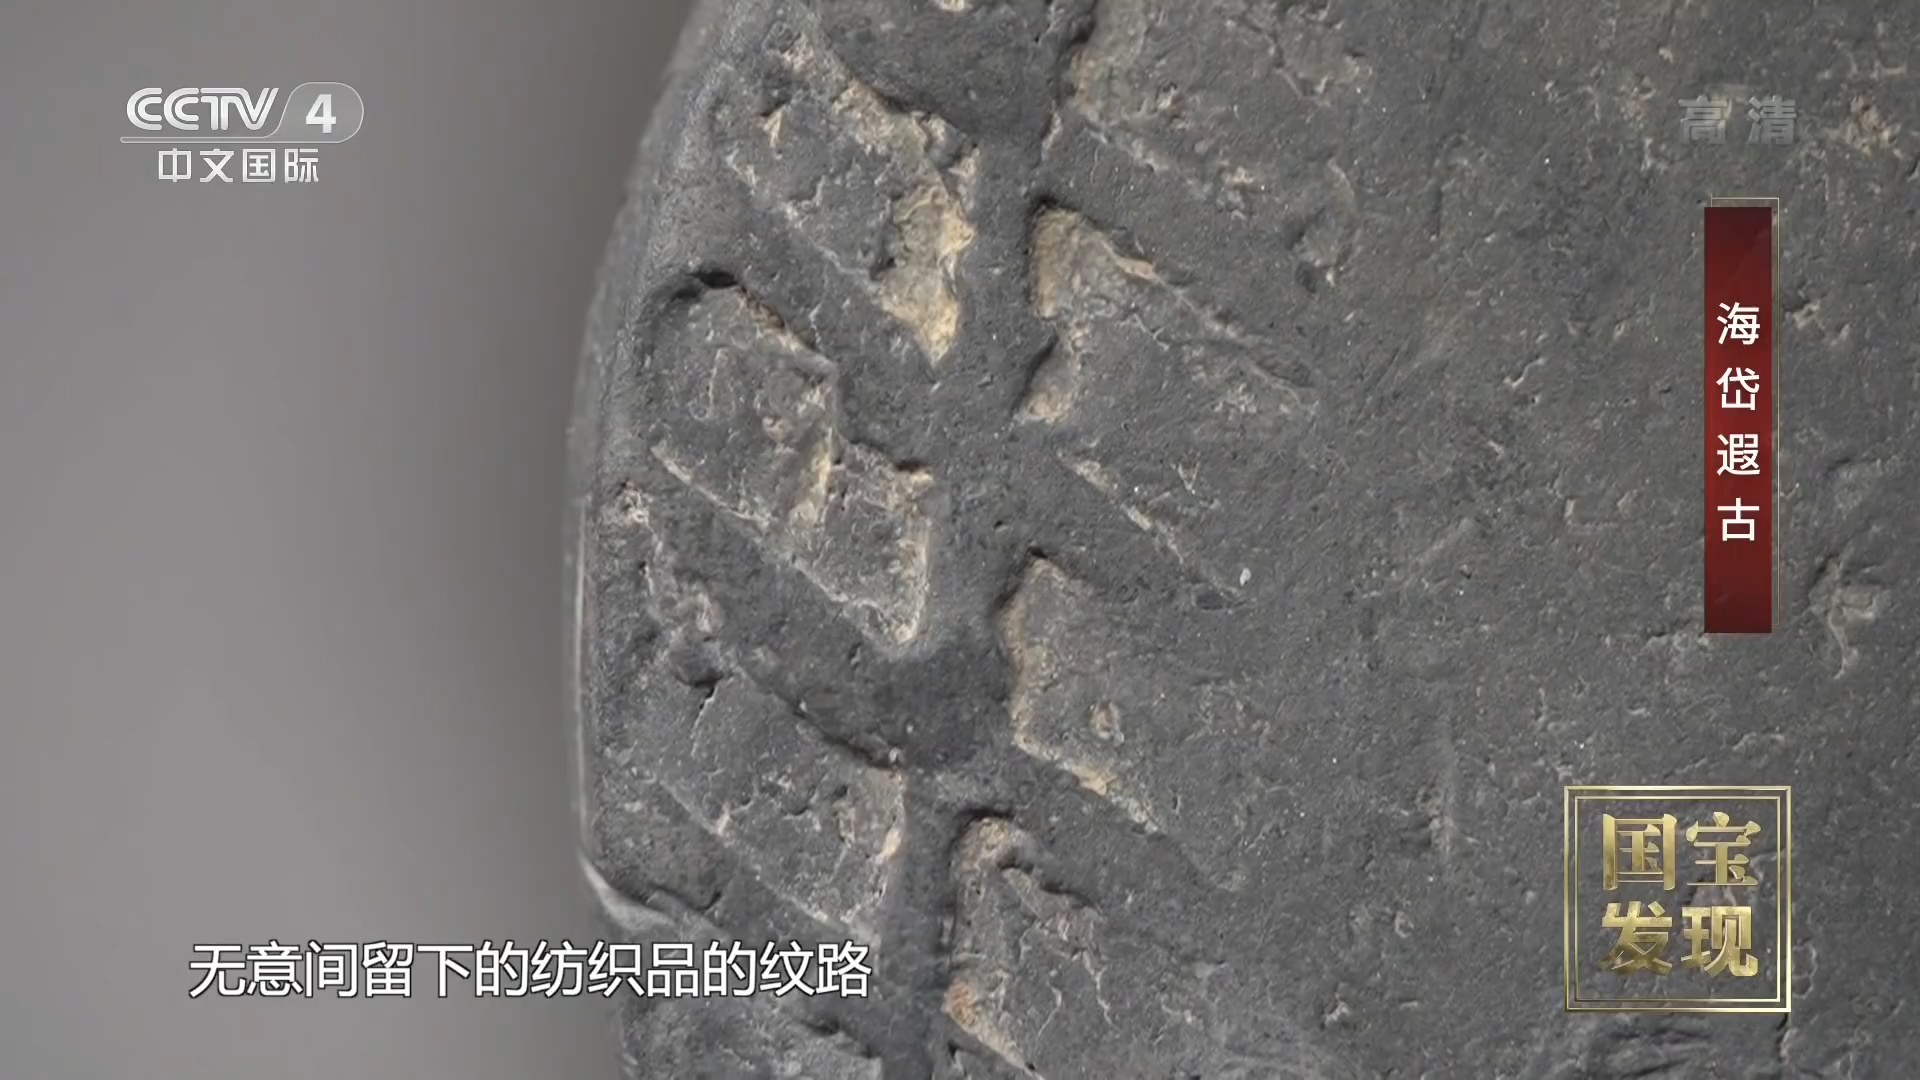 CCTV 4
中文国际
高清
海岱遐古
国宝
发现
无意间留下的纺织品的纹路